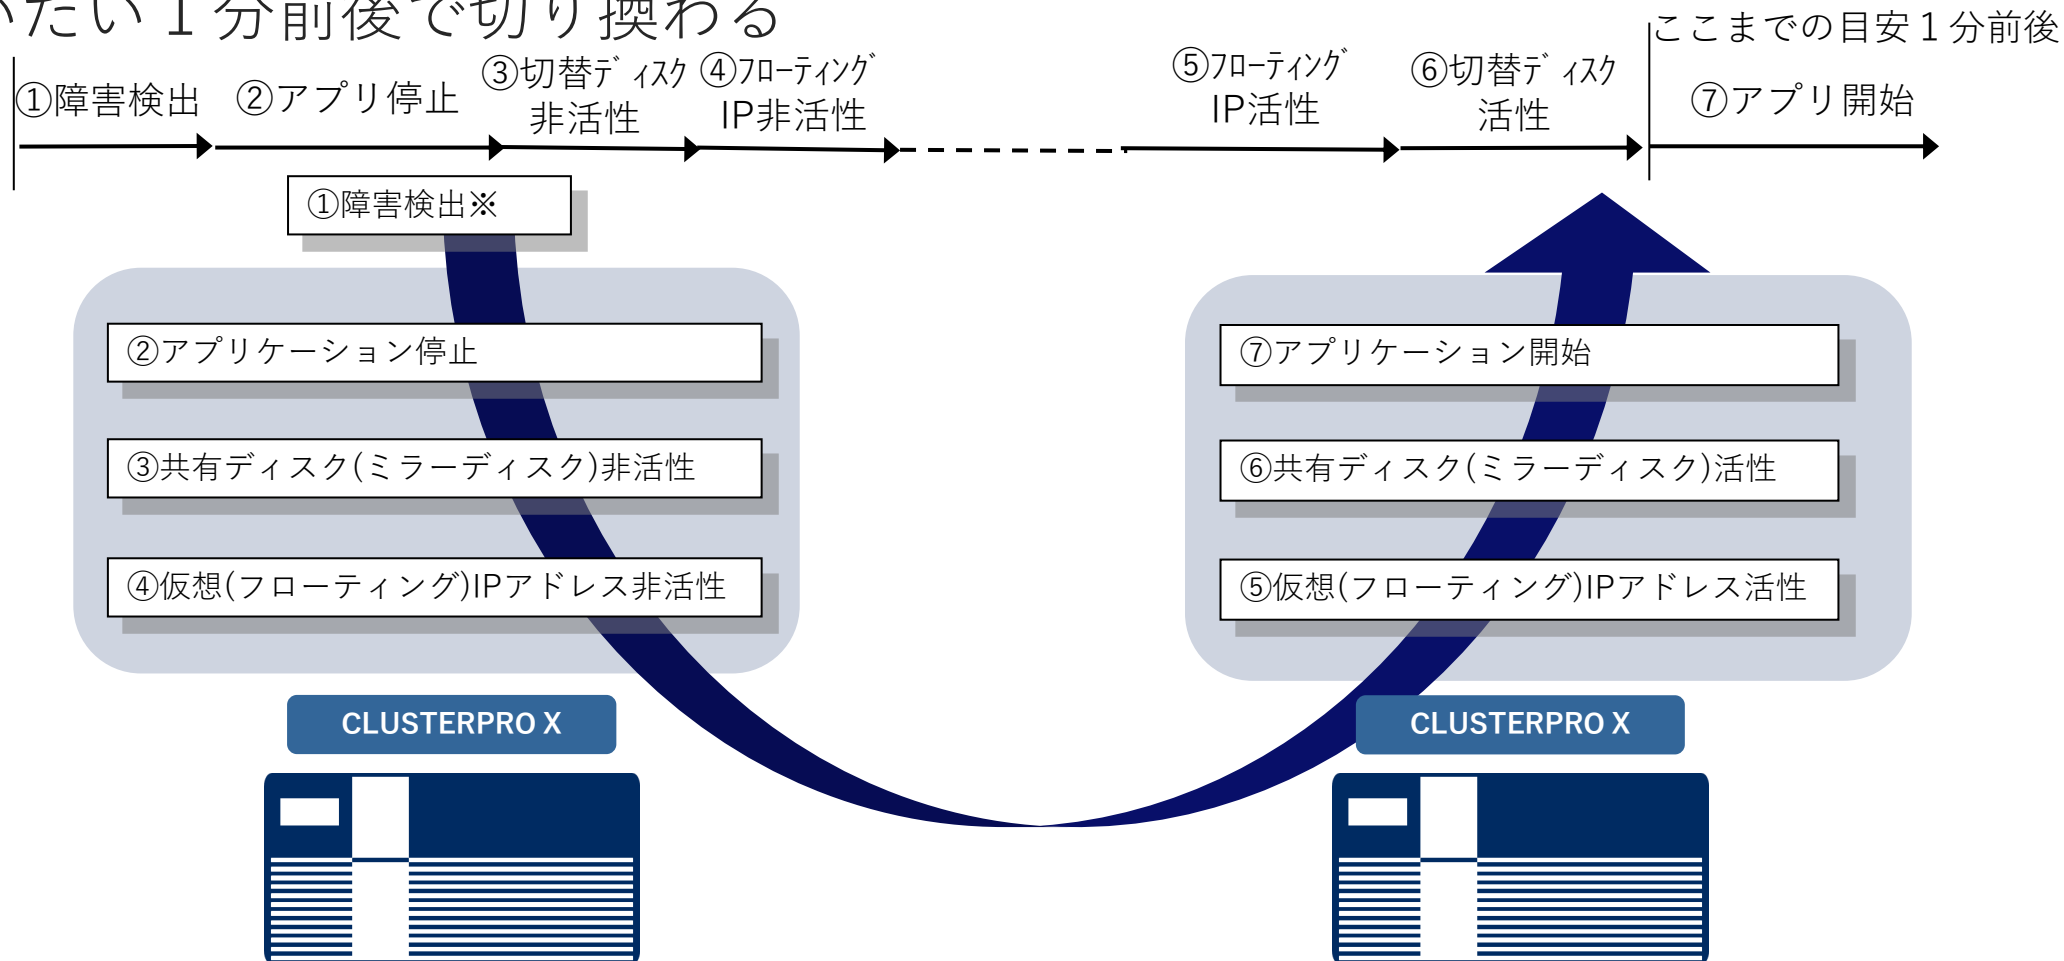 いたい１分前後で切り換わる
ここまでの目安１分前後
①障害検出
②アプリ停止
③切替ﾃﾞｨｽｸ
非活性
④ﾌﾛｰﾃｨﾝｸﾞ
IP非活性
⑤ﾌﾛｰﾃｨﾝｸﾞ
IP活性
⑥切替ﾃﾞｨｽｸ
活性
⑦アプリ開始
①障害検出※
②アプリケーション停止
③共有ディスク(ミラーディスク)非活性
④仮想(フローティング)IPアドレス非活性
CLUSTERPRO X
⑦アプリケーション開始
⑥共有ディスク(ミラーディスク)活性
⑤仮想(フローティング)IPアドレス活性
CLUSTERPRO X